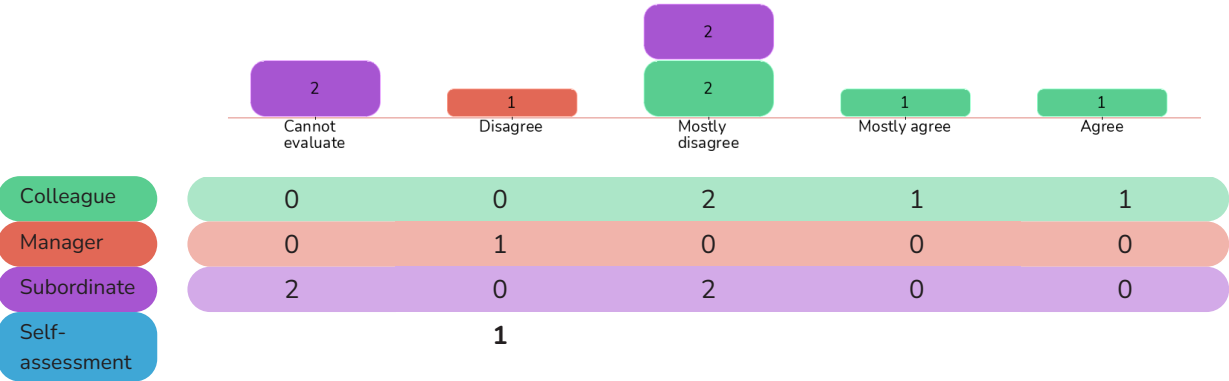 2
2
2
1
1
1
Cannot
evaluate
Disagree
Mostly
disagree
Mostly agree
Agree
Colleague 0 0 2 1 1
Manager 0 1 0 0 0
Subordinate 2 0 2 0 0
Self-
assessment
1